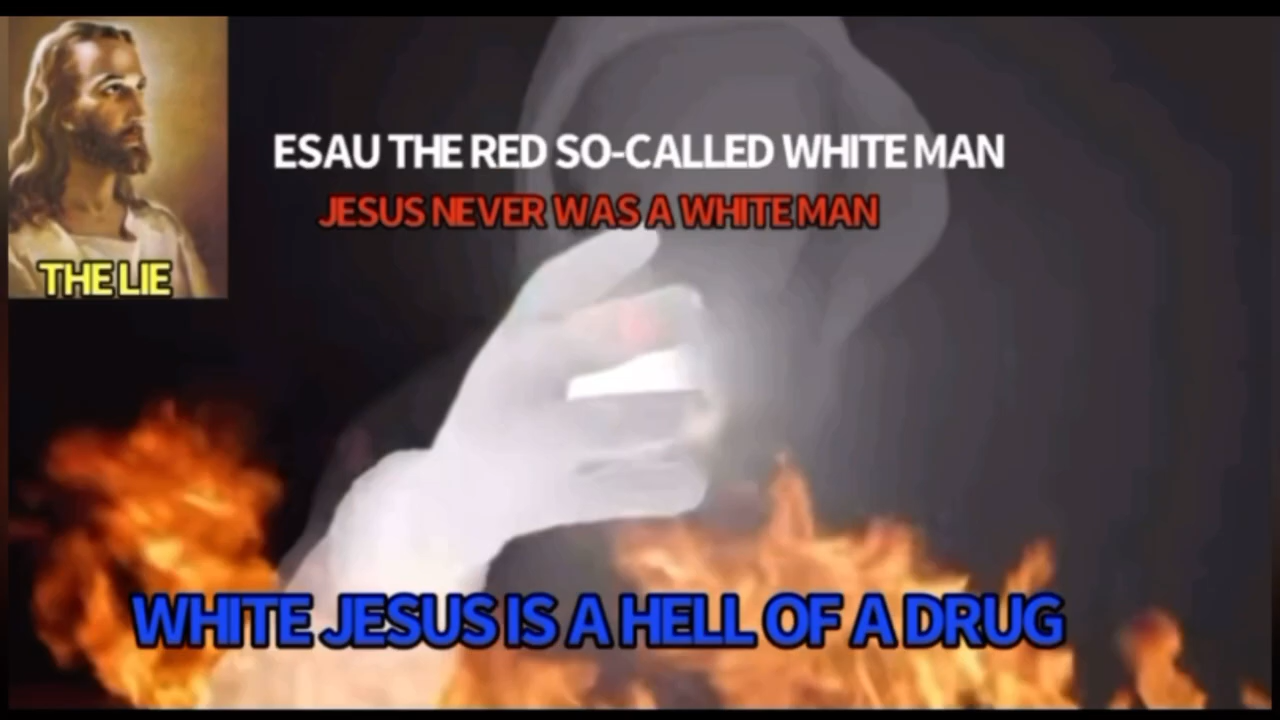 ESAU THE RED SO-CALLED WHITE MAN
JESUS NEVER WAS A WHITE MAN
THE LIE
WHITE JESUS IS A HELL OF A DRUG